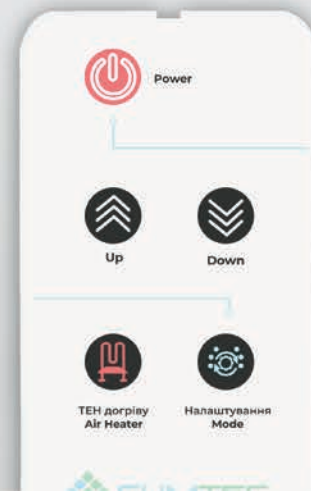 Power
Up
Down
ТЕН догріву
Air Heater
Налаштування
Mode